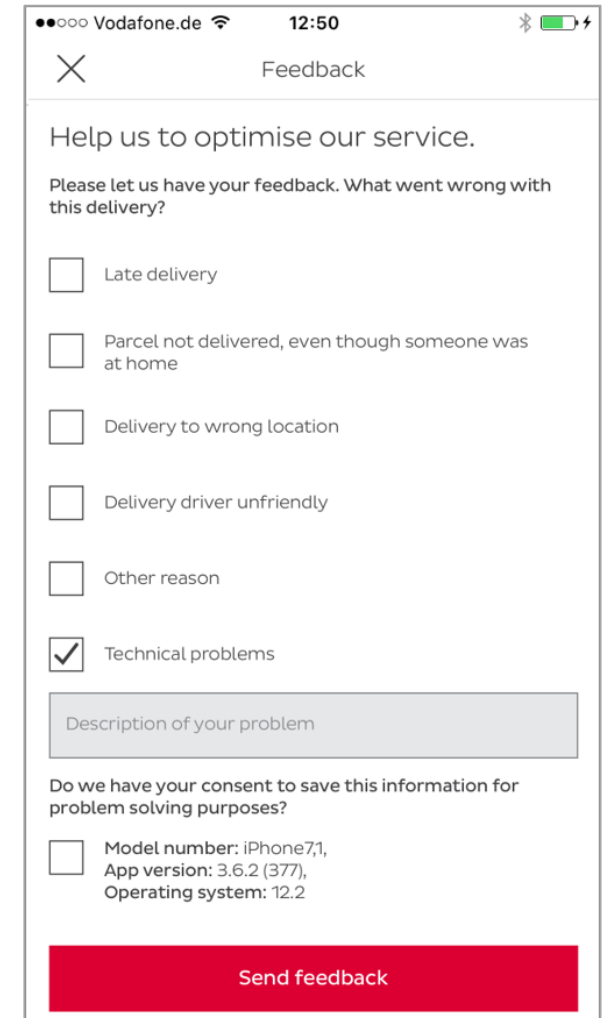 Vodafone.de 12:50
Feedback
Help us to optimise our service.
Please let us have your feedback. What went wrong with
this delivery?
Late delivery
Parcel not delivered, even though someone was
at home
Delivery to wrong location
Delivery driver unfriendly
Other reason
Technical problems
Description of your problem
Do we have your consent to save this information for
problem solving purposes?
Model number: iPhone7,1,
App version: 3.6.2 (377),
Operating system: 12.2
Send feedback